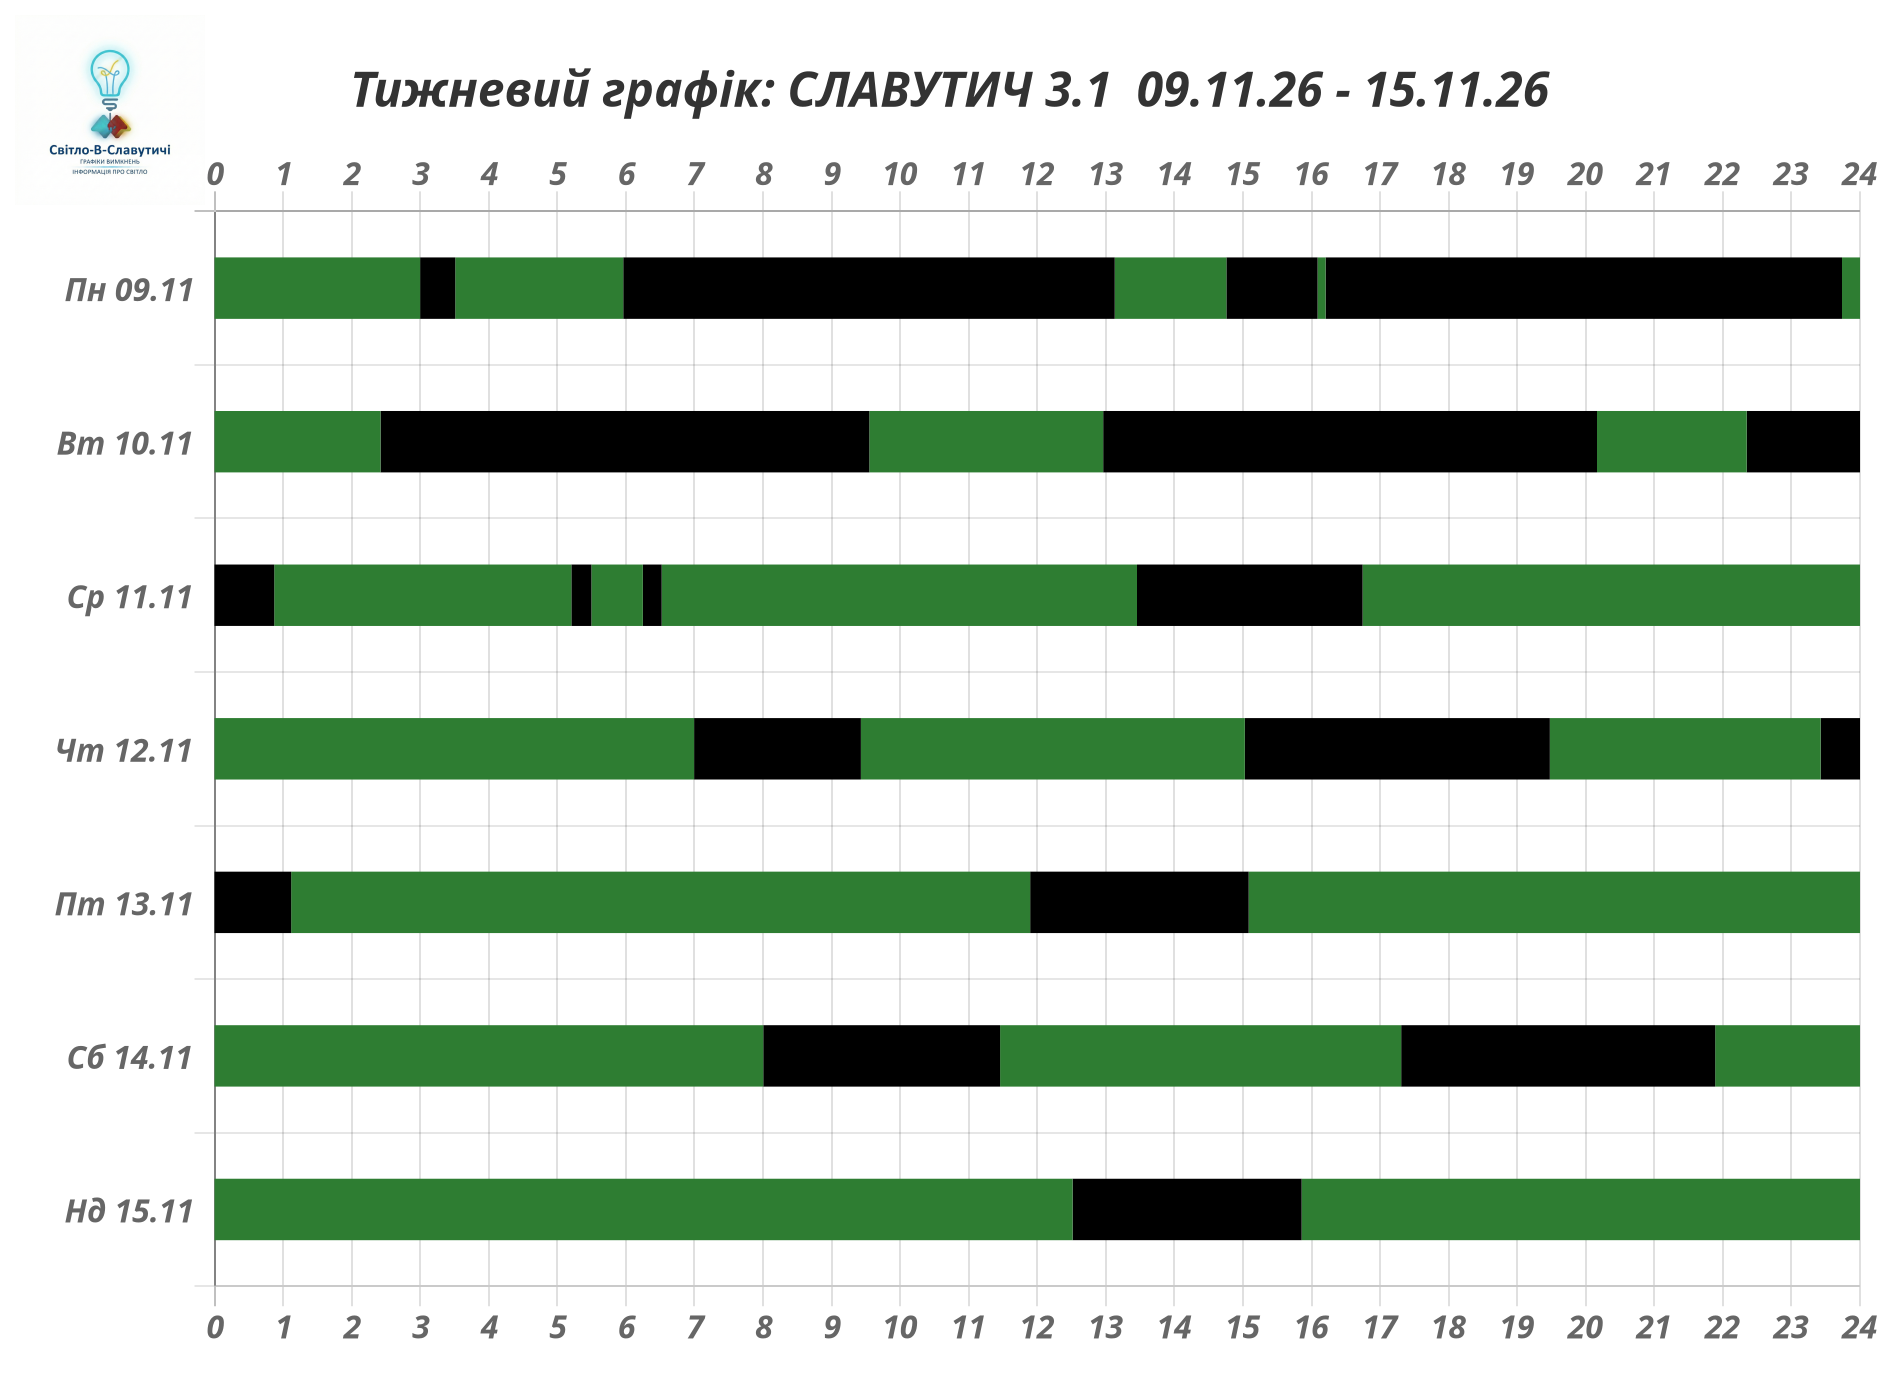 Світло-В-Славутичі
ГРАФІКИ ВИМКНЕНЬ
ІНФОРМАЦІЯ ПРО СВІТЛО
Тижневий графік: СЛАВУТИЧ 3.1 09.11.26 - 15.11.26
0 1 2 3 4 5 6 7 8 9 10 11 12 13 14 15 16 17 18 19 20 21 22 23 24
Пн 09.11
Вт 10.11
Ср 11.11
Чт 12.11
Пт 13.11
Сб 14.11
Нд 15.11
0 1 2 3 4 5 6 7 8 9 10 11 12 13 14 15 16 17 18 19 20 21 22 23 24